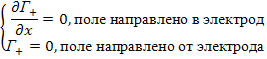 ∂Γ₊/∂x = 0, поле направлено в электрод
Γ₊ = 0, поле направлено от электрода